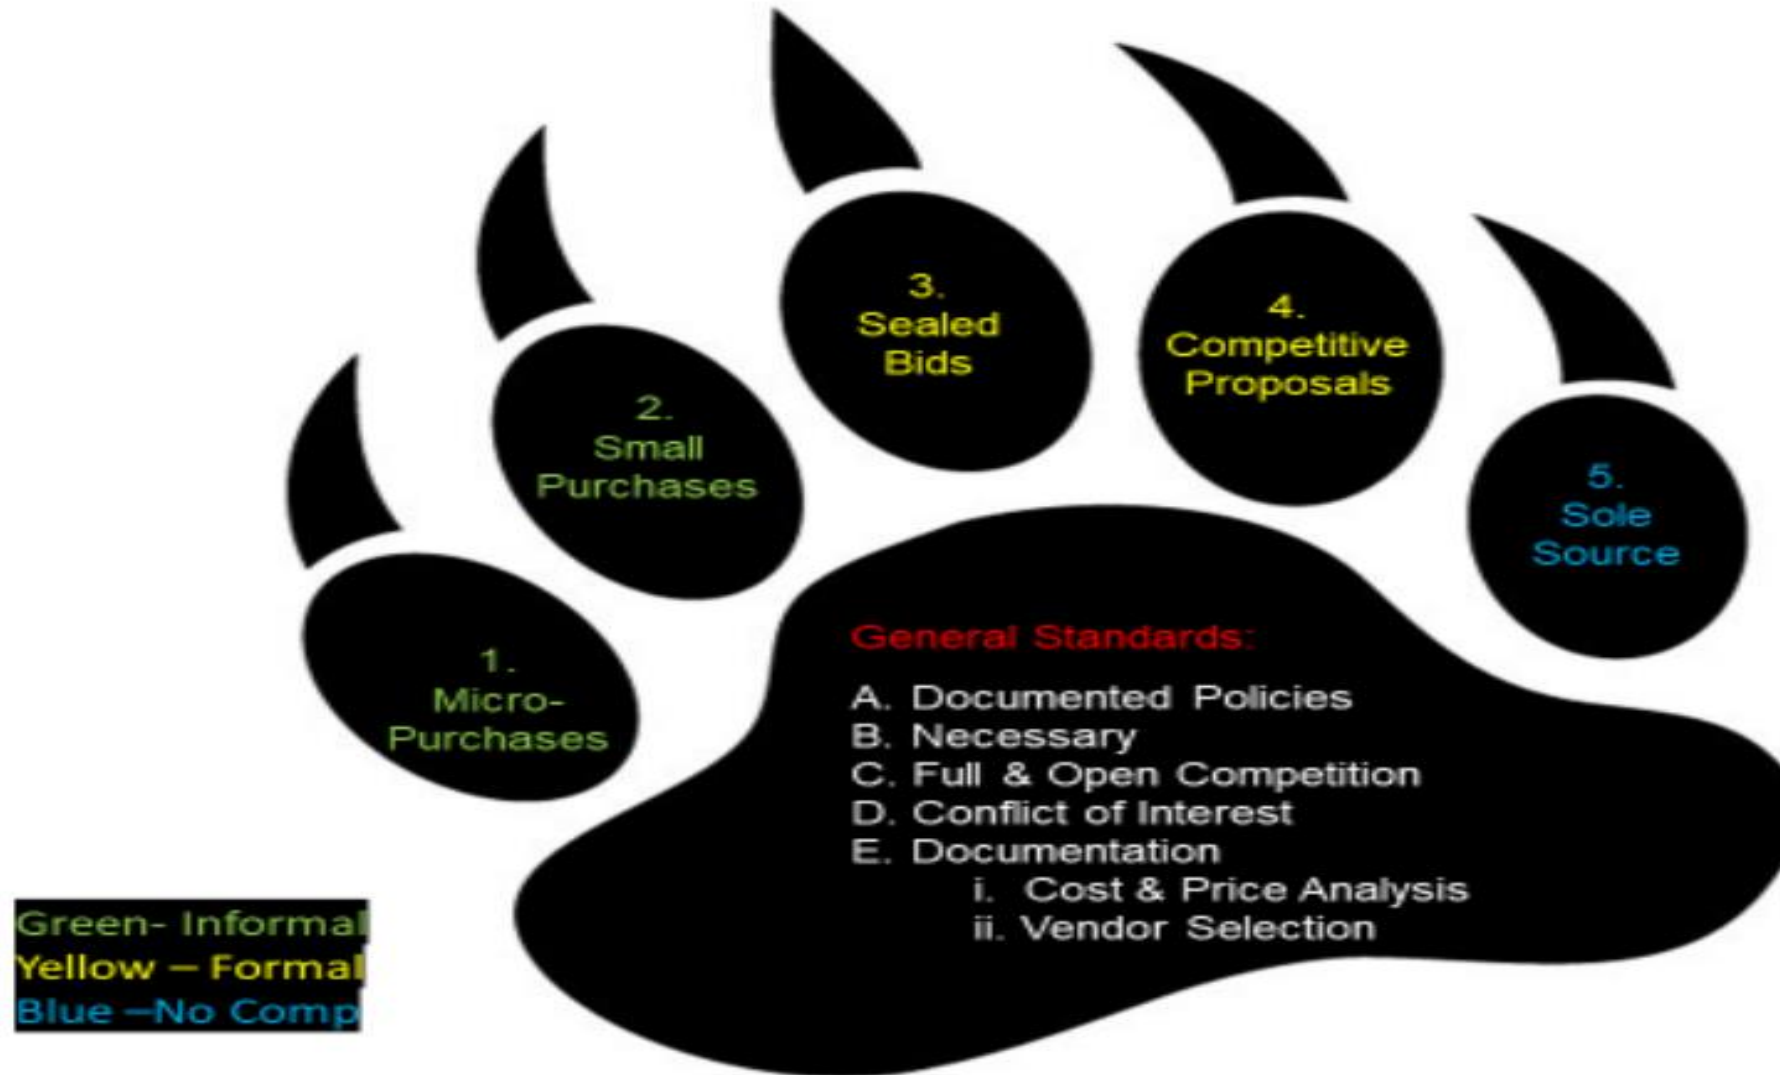 1.
Micro-
Purchases
2.
Small
Purchases
3.
Sealed
Bids
4.
Competitive
Proposals
5.
Sole
Source
General Standards:
A. Documented Policies
B. Necessary
C. Full & Open Competition
D. Conflict of Interest
E. Documentation
i. Cost & Price Analysis
ii. Vendor Selection
Green- Informal
Yellow – Formal
Blue –No Comp